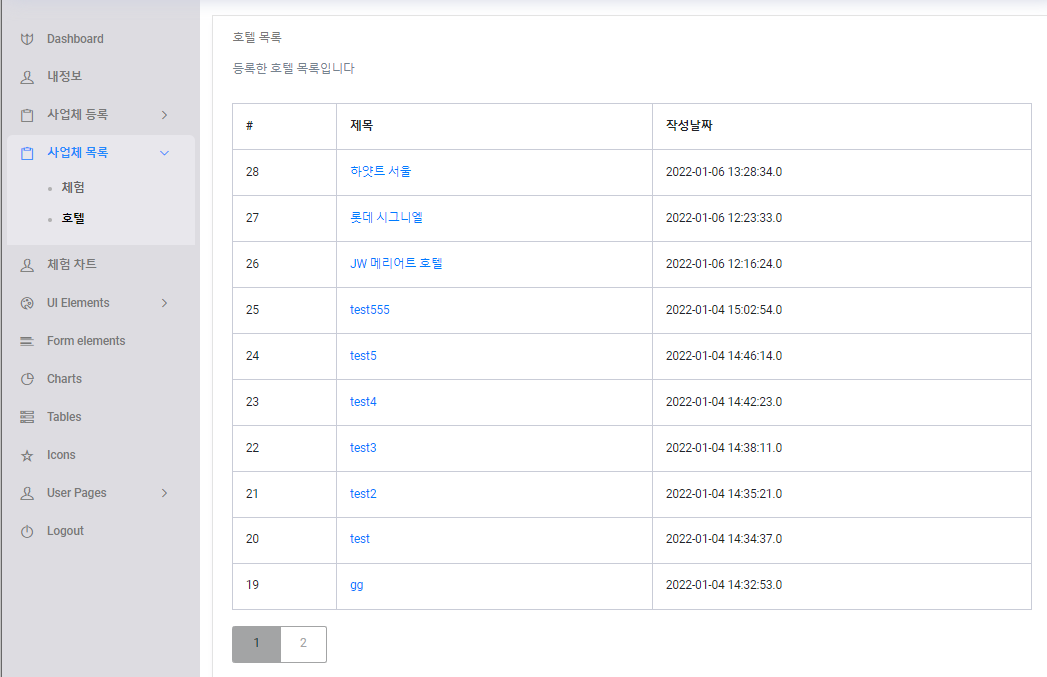 Dashboard
내정보
사업체 등록
사업체 목록
체험
호텔
체험 차트
UI Elements
Form elements
Charts
Tables
Icons
User Pages
Logout
호텔 목록
등록한 호텔 목록입니다
# 제목 작성날짜
28 하얏트 서울 2022-01-06 13:28:34.0
27 롯데 시그니엘 2022-01-06 12:23:33.0
26 JW 메리어트 호텔 2022-01-06 12:16:24.0
25 test555 2022-01-04 15:02:54.0
24 test5 2022-01-04 14:46:14.0
23 test4 2022-01-04 14:42:23.0
22 test3 2022-01-04 14:38:11.0
21 test2 2022-01-04 14:35:21.0
20 test 2022-01-04 14:34:37.0
19 gg 2022-01-04 14:32:53.0
1 2